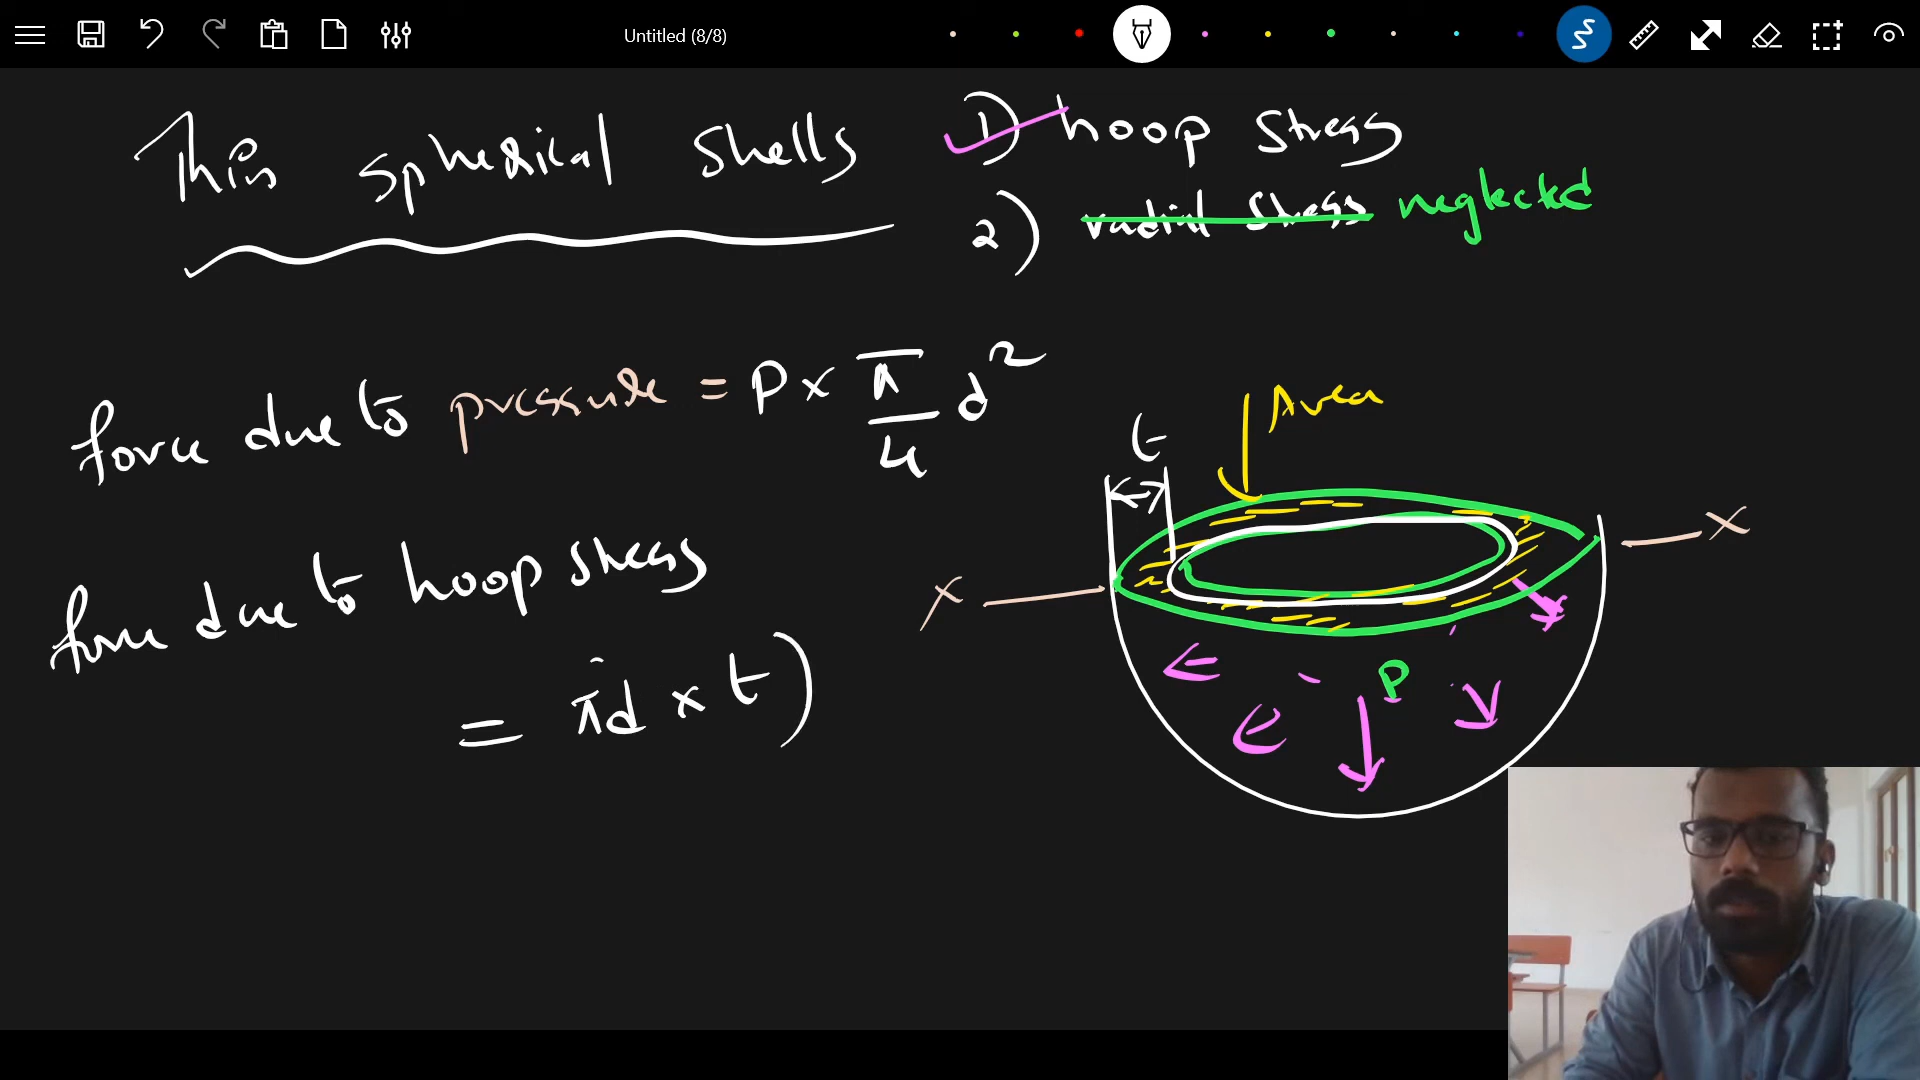 Untitled (8/8)
Thin spherical shells
1) hoop stress
2) radial stress neglected
force due to pressure = P x π/4 d²
force due to hoop stress
= πd x t)
Area
t
x
x
P